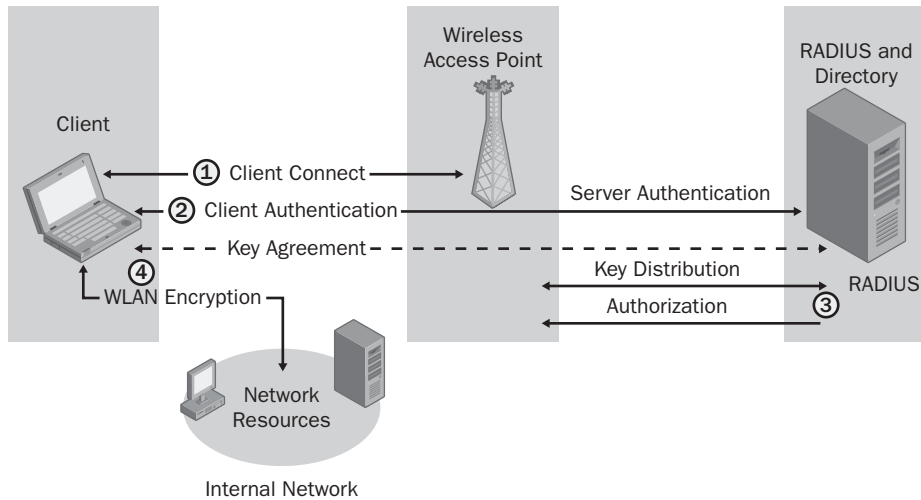 Wireless
Access Point
RADIUS and
Directory
Client
1 Client Connect
2 Client Authentication
Server Authentication
Key Agreement
4
Key Distribution
RADIUS
WLAN Encryption
3
Authorization
Network
Resources
Internal Network